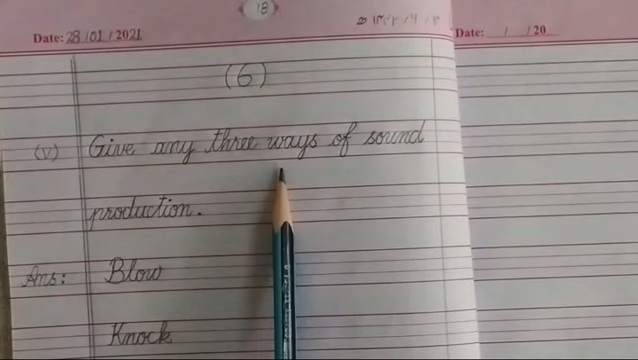 18
Date: 28/01/2021
Date: / /20
(6)
(v) Give any three ways of sound
production.
Ans: Blow
Knock